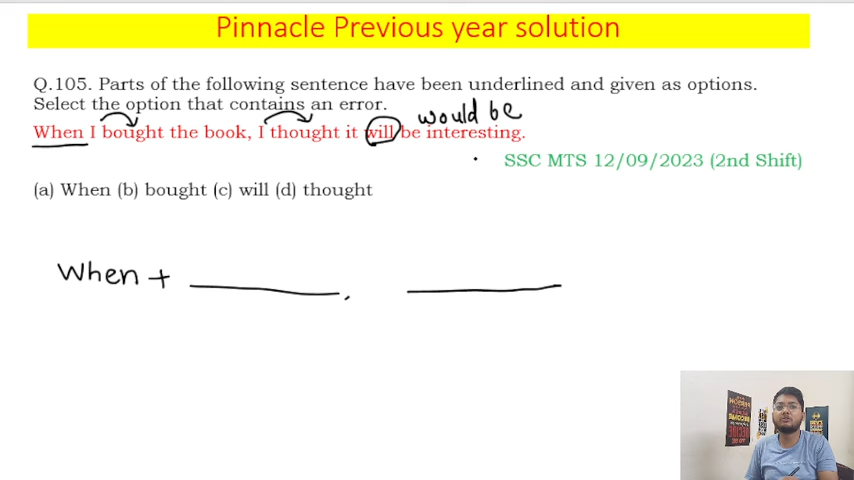 Pinnacle Previous year solution
Q.105. Parts of the following sentence have been underlined and given as options.
Select the option that contains an error.
would be
When I bought the book, I thought it will be interesting.
SSC MTS 12/09/2023 (2nd Shift)
(a) When (b) bought (c) will (d) thought
When + ________, ________